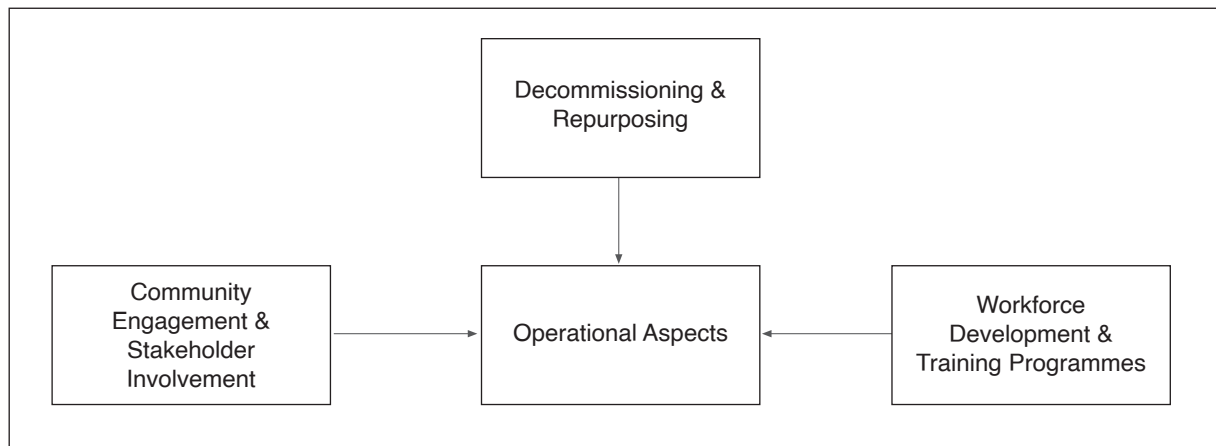 Decommissioning &
Repurposing
Community
Engagement &
Stakeholder
Involvement
Operational Aspects
Workforce
Development &
Training Programmes